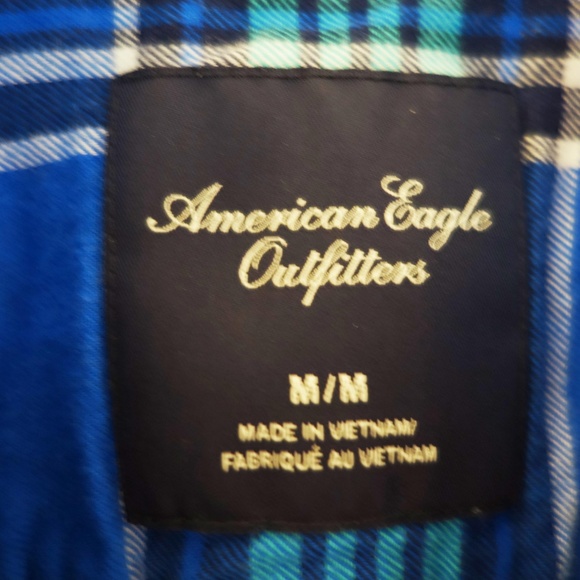 American Eagle
Outfitters
M/M
MADE IN VIETNAM/
FABRIQUÉ AU VIETNAM